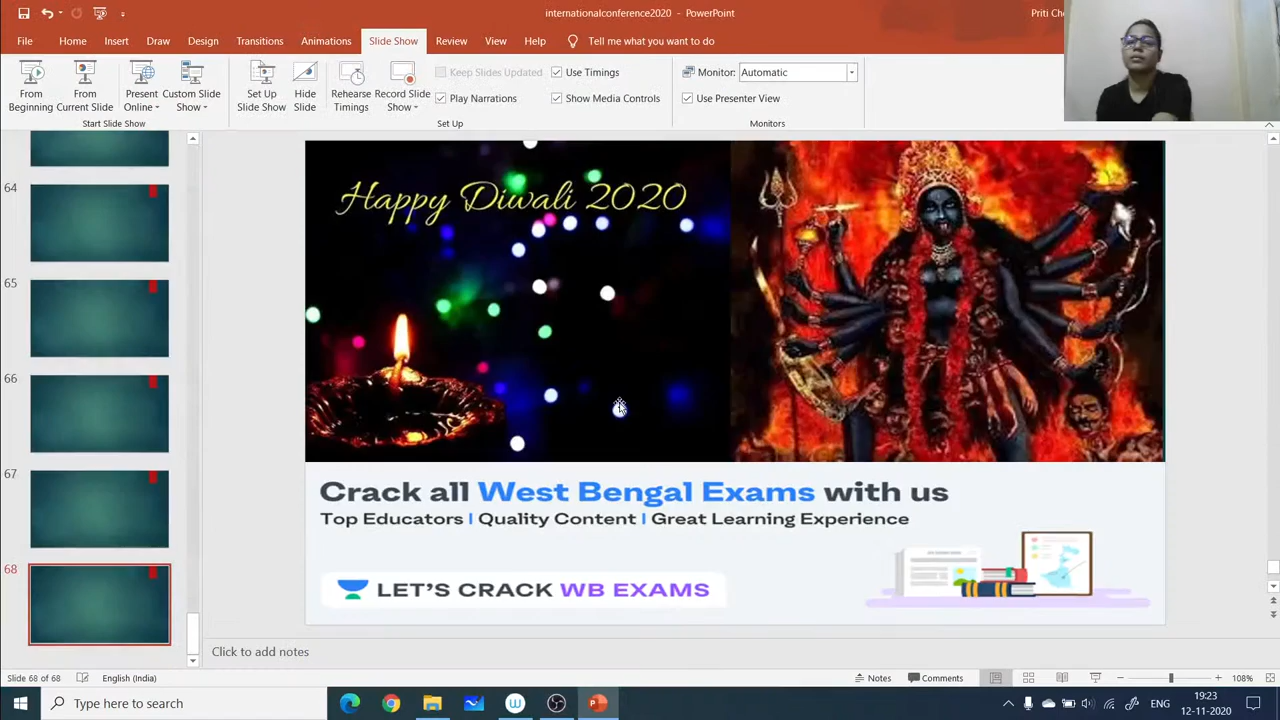 internationalconference2020 - PowerPoint
Priti Ch
File Home Insert Draw Design Transitions Animations Slide Show Review View Help Tell me what you want to do
From Beginning
From Current Slide
Present Online
Custom Slide Show
Start Slide Show
Set Up Slide Show
Hide Slide
Rehearse Timings
Record Slide Show
Keep Slides Updated
Play Narrations
Use Timings
Show Media Controls
Set Up
Monitor: Automatic
Use Presenter View
Monitors
64
65
66
67
68
Happy Diwali 2020
Crack all West Bengal Exams with us
Top Educators | Quality Content | Great Learning Experience
LET'S CRACK WB EXAMS
Click to add notes
Slide 68 of 68 English (India) Notes Comments 108%
Type here to search
ENG
19:23
12-11-2020